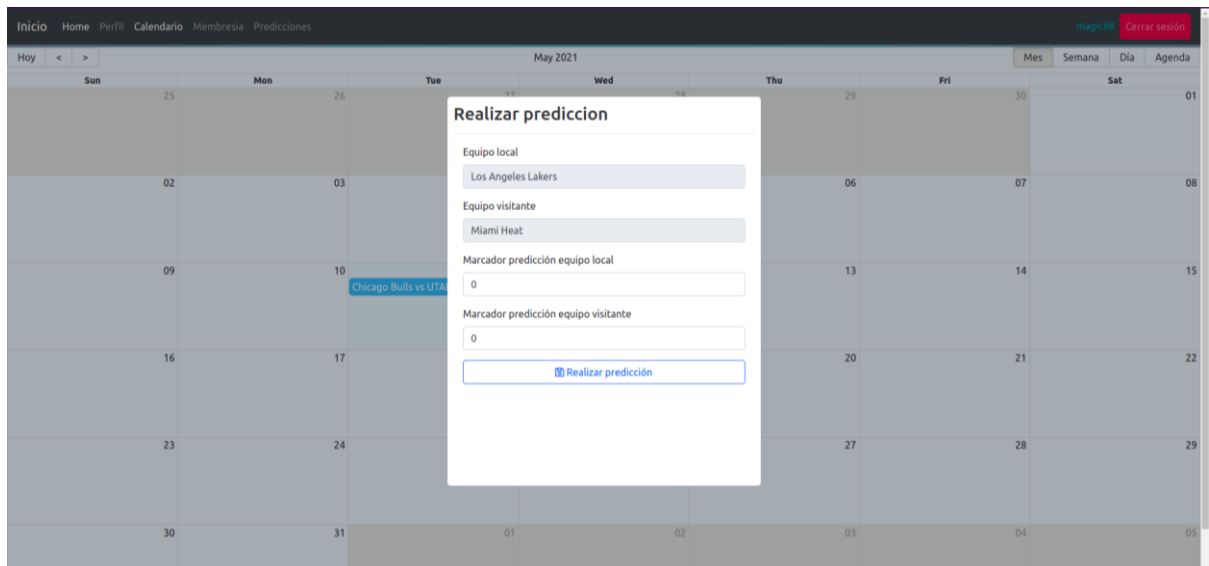 Inicio Home Perfil Calendario Membresia Predicciones magic88 Cerrar sesión
Hoy < > May 2021 Mes Semana Día Agenda
Sun Mon Tue Wed Thu Fri Sat
25 26 27 28 29 30 01
Realizar prediccion
Equipo local
Los Angeles Lakers
02 03 06 07 08
Equipo visitante
Miami Heat
Marcador predicción equipo local
09 10 13 14 15
Chicago Bulls vs UTA
0
Marcador predicción equipo visitante
0
16 17 20 21 22
Realizar predicción
23 24 27 28 29
30 31 01 02 03 04 05